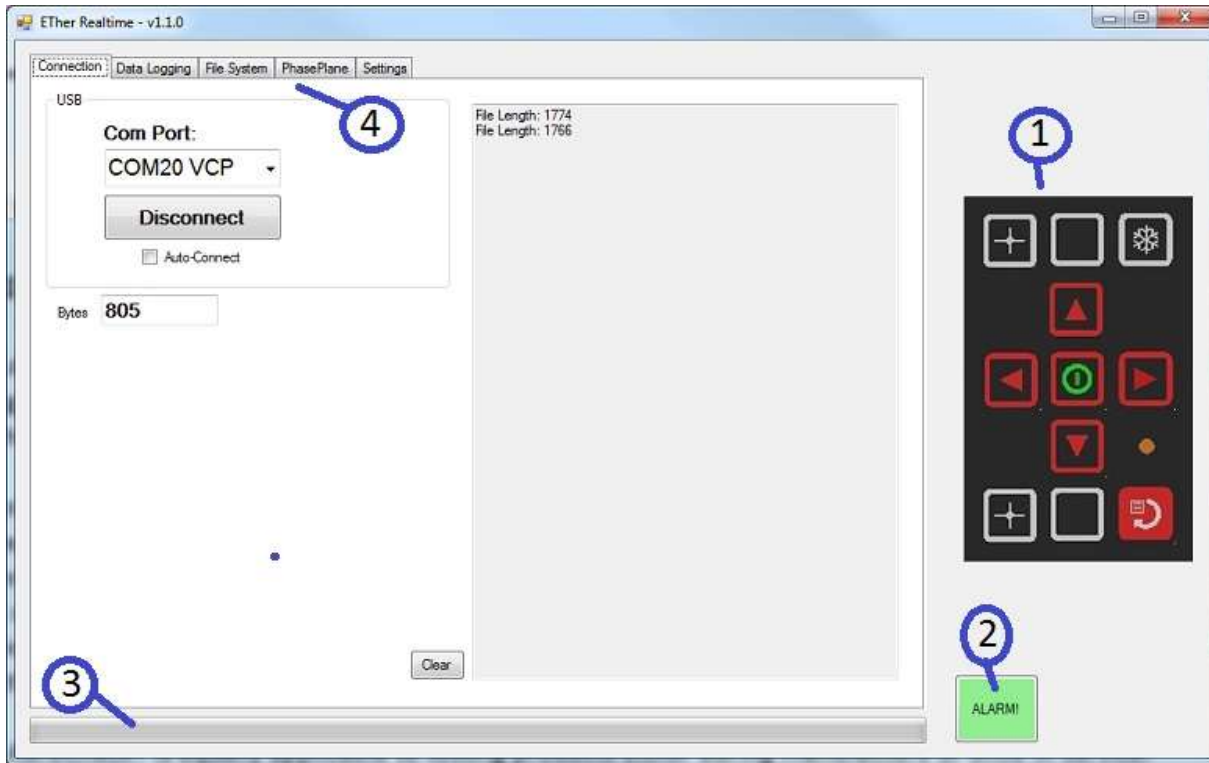 ETher Realtime - v1.1.0
Connection Data Logging File System PhasePlane Settings
USB
Com Port:
COM20 VCP
Disconnect
Auto-Connect
Bytes 805
File Length: 1774
File Length: 1766
Clear
1
2
ALARM!
3
4